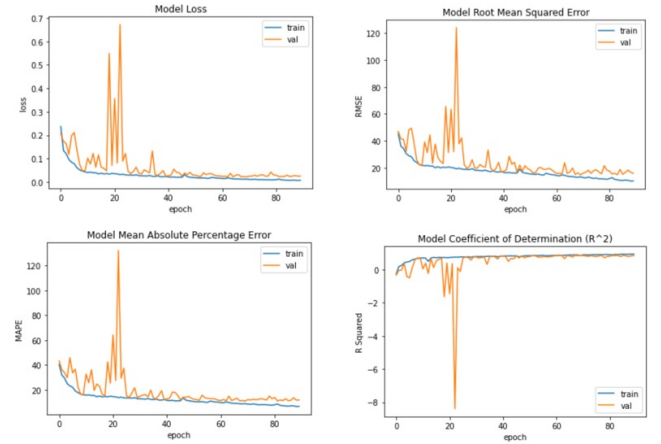 Model Loss
0.7
0.6
0.5
0.4
0.3
0.2
0.1
0.0
loss
0 20 40 60 80
epoch
train
val
Model Root Mean Squared Error
120
100
80
60
40
20
RMSE
0 20 40 60 80
epoch
train
val
Model Mean Absolute Percentage Error
120
100
80
60
40
20
MAPE
0 20 40 60 80
epoch
train
val
Model Coefficient of Determination (R^2)
0
−2
−4
−6
−8
R Squared
0 20 40 60 80
epoch
train
val